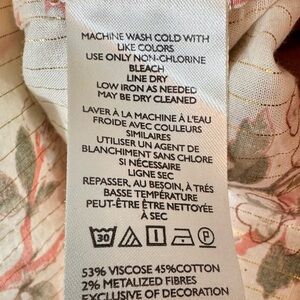 MACHINE WASH COLD WITH
LIKE COLORS
USE ONLY NON-CHLORINE
BLEACH
LINE DRY
LOW IRON AS NEEDED
MAY BE DRY CLEANED
LAVER À LA MACHINE À L'EAU
FROIDE AVEC COULEURS
SIMILAIRES
UTILISER UN AGENT DE
BLANCHIMENT SANS CHLORE
SI NÉCESSAIRE
LIGNE SEC
REPASSER, AU BESOIN, À TRÈS
BASSE TEMPÉRATURE
PEUT-ÊTRE ÊTRE NETTOYÉE
À SEC
30 P
53% VISCOSE 45%COTTON
2% METALIZED FIBRES
EXCLUSIVE OF DECORATION